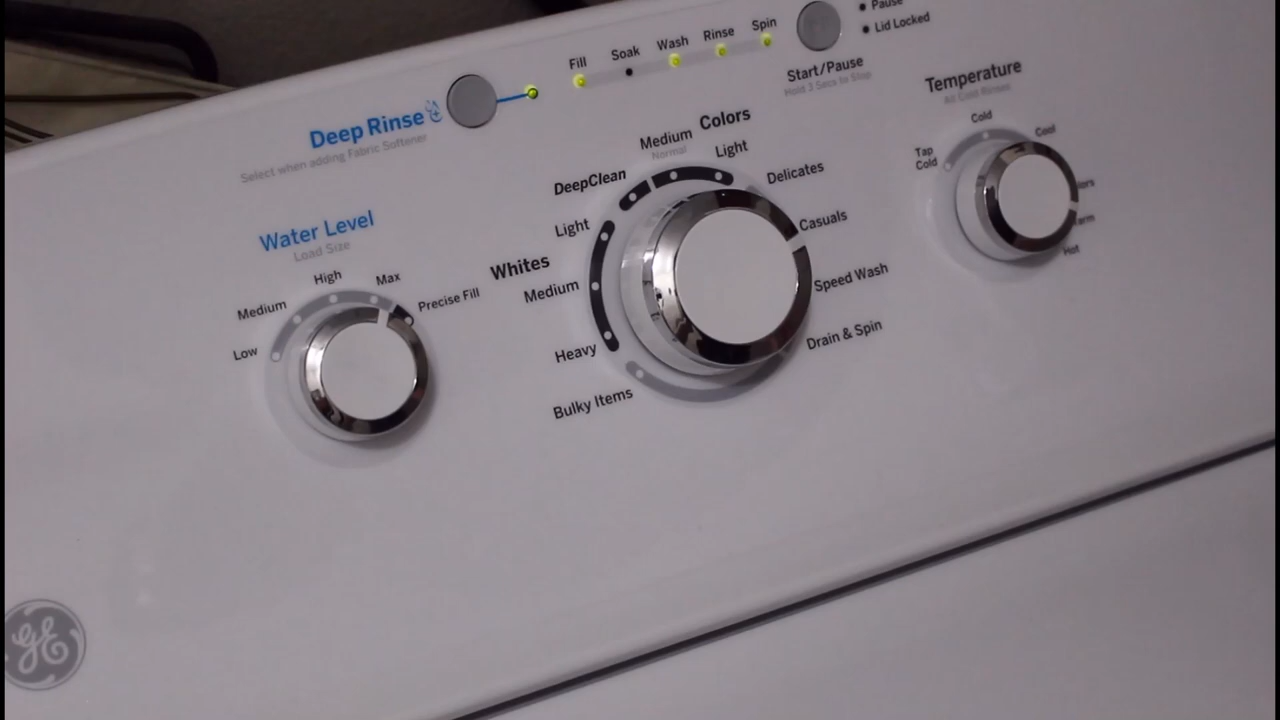 Pause
Lid Locked
Fill
Soak
Wash
Rinse
Spin
Start/Pause
Hold 3 Secs to Stop
Deep Rinse
Select when adding Fabric Softener
Temperature
All Cold Rinses
Tap
Cold
Cold
Cool
Warm
Hot
Water Level
Load Size
Low
Medium
High
Max
Precise Fill
Colors
DeepClean
Medium
Normal
Light
Delicates
Casuals
Speed Wash
Drain & Spin
Whites
Light
Medium
Heavy
Bulky Items
GE